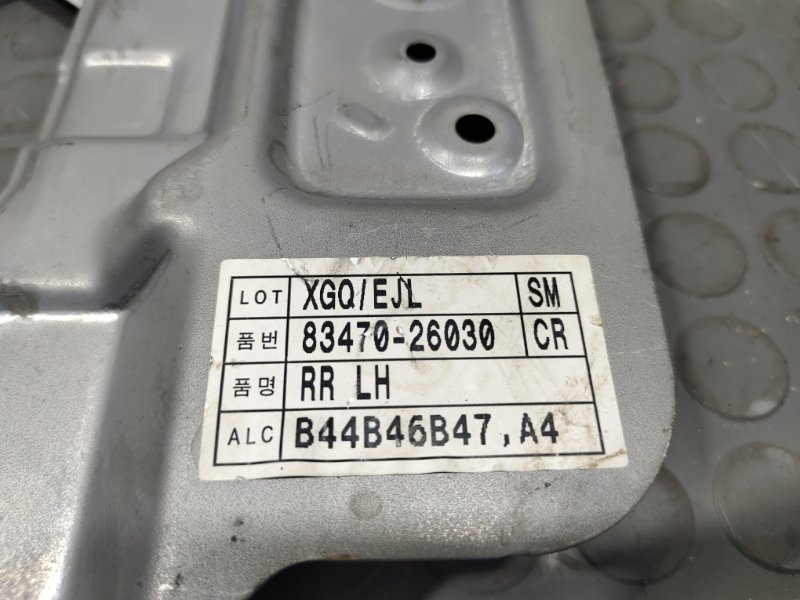 LOT XGQ/EJL SM
품번 83470-26030 CR
품명 RR LH
ALC B44B46B47,A4